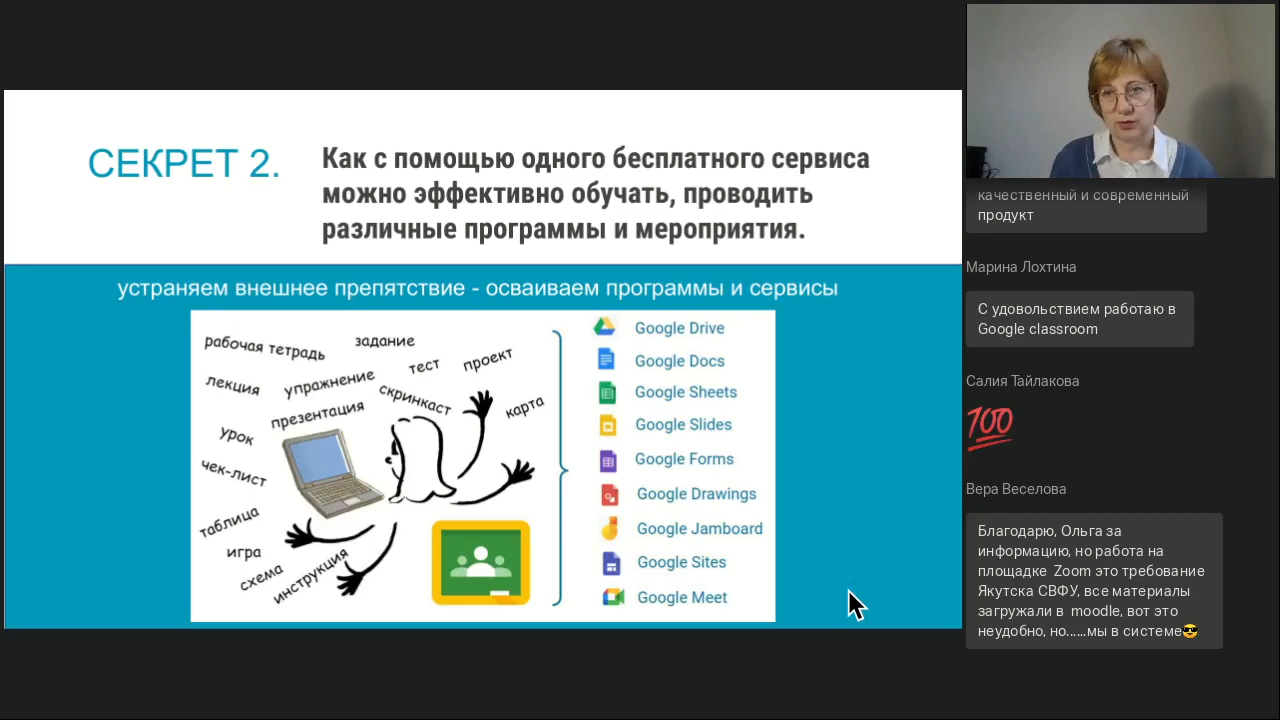 СЕКРЕТ 2.
Как с помощью одного бесплатного сервиса
можно эффективно обучать, проводить
различные программы и мероприятия.
устраняем внешнее препятствие - осваиваем программы и сервисы
рабочая тетрадь
задание
лекция
упражнение
тест
проект
презентация
скринкаст
карта
урок
чек-лист
таблица
игра
схема
инструкция
Google Drive
Google Docs
Google Sheets
Google Slides
Google Forms
Google Drawings
Google Jamboard
Google Sites
Google Meet
качественный и современный
продукт
Марина Лохтина
С удовольствием работаю в
Google classroom
Салия Тайлакова
100
Вера Веселова
Благодарю, Ольга за
информацию, но работа на
площадке Zoom это требование
Якутска СВФУ, все материалы
загружали в moodle, вот это
неудобно, но......мы в системе😎